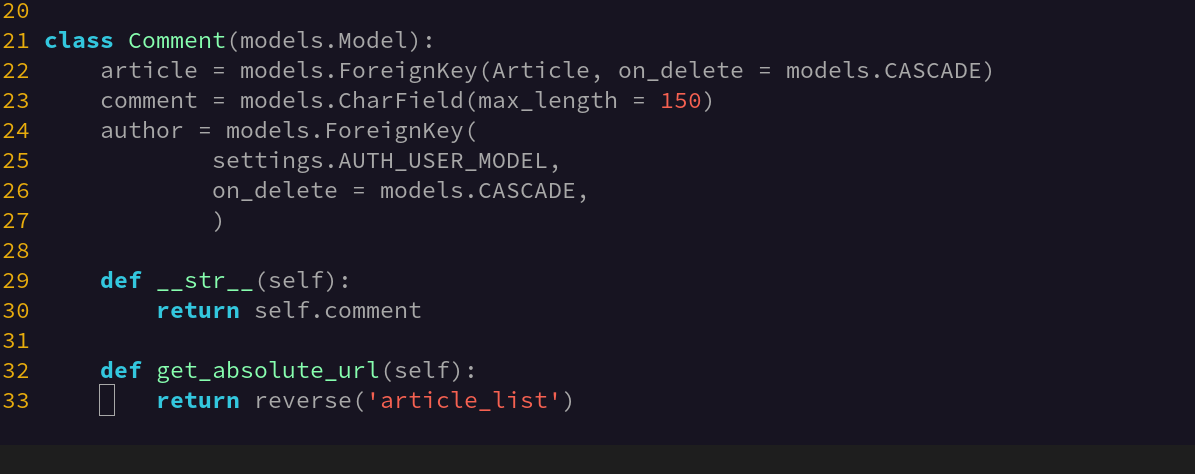 20
21 class Comment(models.Model):
22     article = models.ForeignKey(Article, on_delete = models.CASCADE)
23     comment = models.CharField(max_length = 150)
24     author = models.ForeignKey(
25             settings.AUTH_USER_MODEL,
26             on_delete = models.CASCADE,
27             )
28
29     def __str__(self):
30         return self.comment
31
32     def get_absolute_url(self):
33         return reverse('article_list')